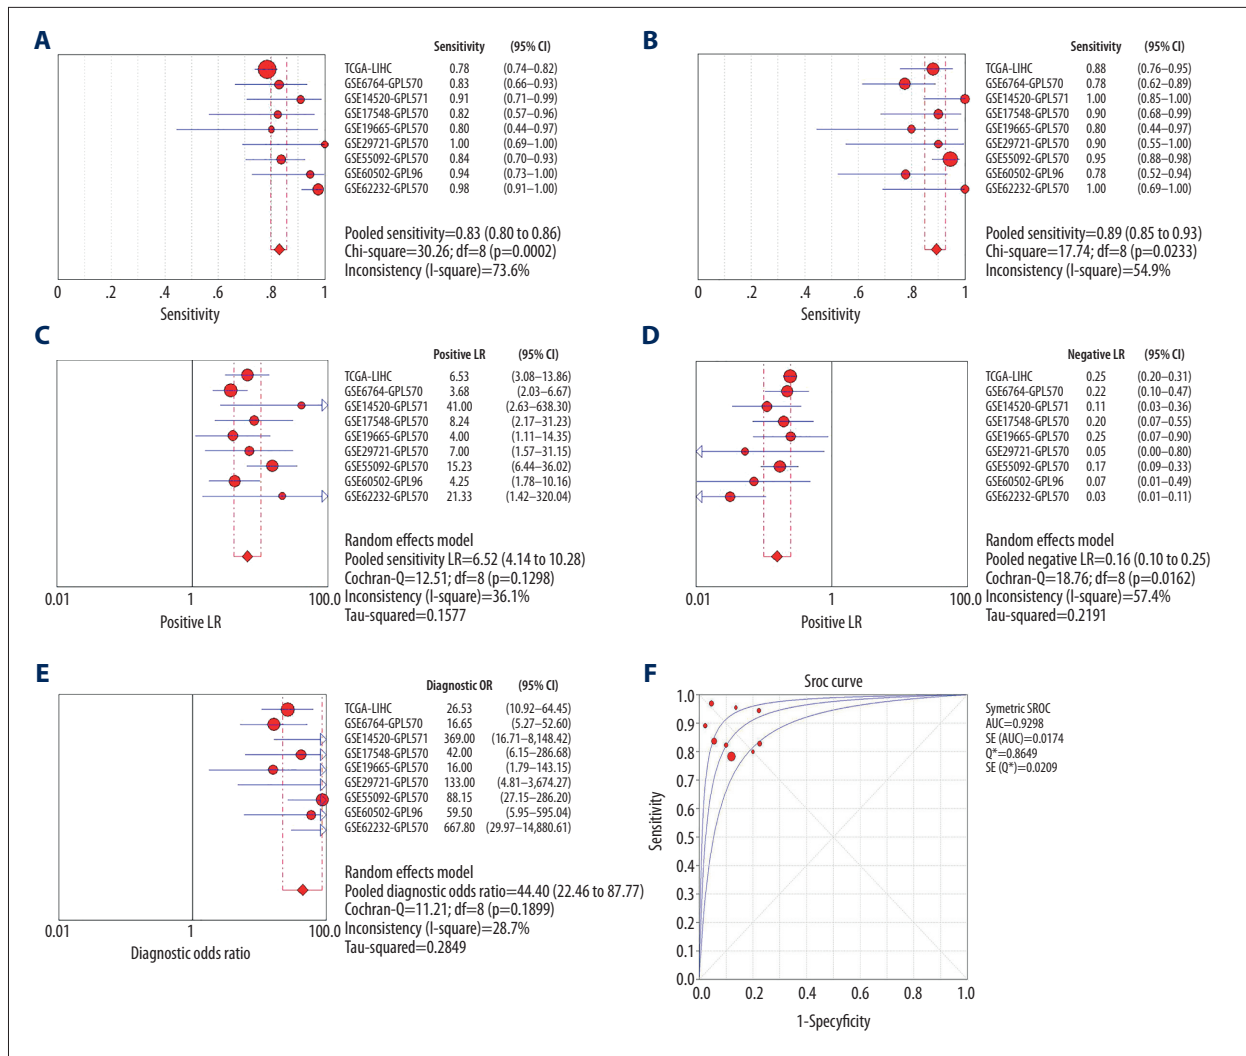 A
Sensitivity (95% CI)
TCGA-LIHC 0.78 (0.74–0.82)
GSE6764-GPL570 0.83 (0.66–0.93)
GSE14520-GPL571 0.91 (0.71–0.99)
GSE17548-GPL570 0.82 (0.57–0.96)
GSE19665-GPL570 0.80 (0.44–0.97)
GSE29721-GPL570 1.00 (0.69–1.00)
GSE55092-GPL570 0.84 (0.70–0.93)
GSE60502-GPL96 0.94 (0.73–1.00)
GSE62232-GPL570 0.98 (0.91–1.00)
Pooled sensitivity=0.83 (0.80 to 0.86)
Chi-square=30.26; df=8 (p=0.0002)
Inconsistency (I-square)=73.6%
0 .2 .4 .6 .8 1
Sensitivity
B
Sensitivity (95% CI)
TCGA-LIHC 0.88 (0.76–0.95)
GSE6764-GPL570 0.78 (0.62–0.89)
GSE14520-GPL571 1.00 (0.85–1.00)
GSE17548-GPL570 0.90 (0.68–0.99)
GSE19665-GPL570 0.80 (0.44–0.97)
GSE29721-GPL570 0.90 (0.55–1.00)
GSE55092-GPL570 0.95 (0.88–0.98)
GSE60502-GPL96 0.78 (0.52–0.94)
GSE62232-GPL570 1.00 (0.69–1.00)
Pooled sensitivity=0.89 (0.85 to 0.93)
Chi-square=17.74; df=8 (p=0.0233)
Inconsistency (I-square)=54.9%
0 .2 .4 .6 .8 1
Sensitivity
C
Positive LR (95% CI)
TCGA-LIHC 6.53 (3.08–13.86)
GSE6764-GPL570 3.68 (2.03–6.67)
GSE14520-GPL571 41.00 (2.63–638.30)
GSE17548-GPL570 8.24 (2.17–31.23)
GSE19665-GPL570 4.00 (1.11–14.35)
GSE29721-GPL570 7.00 (1.57–31.15)
GSE55092-GPL570 15.23 (6.44–36.02)
GSE60502-GPL96 4.25 (1.78–10.16)
GSE62232-GPL570 21.33 (1.42–320.04)
Random effects model
Pooled sensitivity LR=6.52 (4.14 to 10.28)
Cochran-Q=12.51; df=8 (p=0.1298)
Inconsistency (I-square)=36.1%
Tau-squared=0.1577
0.01 1 100.0
Positive LR
D
Negative LR (95% CI)
TCGA-LIHC 0.25 (0.20–0.31)
GSE6764-GPL570 0.22 (0.10–0.47)
GSE14520-GPL571 0.11 (0.03–0.36)
GSE17548-GPL570 0.20 (0.07–0.55)
GSE19665-GPL570 0.25 (0.07–0.90)
GSE29721-GPL570 0.05 (0.00–0.80)
GSE55092-GPL570 0.17 (0.09–0.33)
GSE60502-GPL96 0.07 (0.01–0.49)
GSE62232-GPL570 0.03 (0.01–0.11)
Random effects model
Pooled negative LR=0.16 (0.10 to 0.25)
Cochran-Q=18.76; df=8 (p=0.0162)
Inconsistency (I-square)=57.4%
Tau-squared=0.2191
0.01 1 100.0
Positive LR
E
Diagnostic OR (95% CI)
TCGA-LIHC 26.53 (10.92–64.45)
GSE6764-GPL570 16.65 (5.27–52.60)
GSE14520-GPL571 369.00 (16.71–8,148.42)
GSE17548-GPL570 42.00 (6.15–286.68)
GSE19665-GPL570 16.00 (1.79–143.15)
GSE29721-GPL570 133.00 (4.81–3,674.27)
GSE55092-GPL570 88.15 (27.15–286.20)
GSE60502-GPL96 59.50 (5.95–595.04)
GSE62232-GPL570 667.80 (29.97–14,880.61)
Random effects model
Pooled diagnostic odds ratio=44.40 (22.46 to 87.77)
Cochran-Q=11.21; df=8 (p=0.1899)
Inconsistency (I-square)=28.7%
Tau-squared=0.2849
0.01 1 100.0
Diagnostic odds ratio
F
Sroc curve
Sensitivity
1.0
0.9
0.8
0.7
0.6
0.5
0.4
0.3
0.2
0.1
0.0
0.0 0.2 0.4 0.6 0.8 1.0
1-Specyficity
Symetric SROC
AUC=0.9298
SE (AUC)=0.0174
Q*=0.8649
SE (Q*)=0.0209